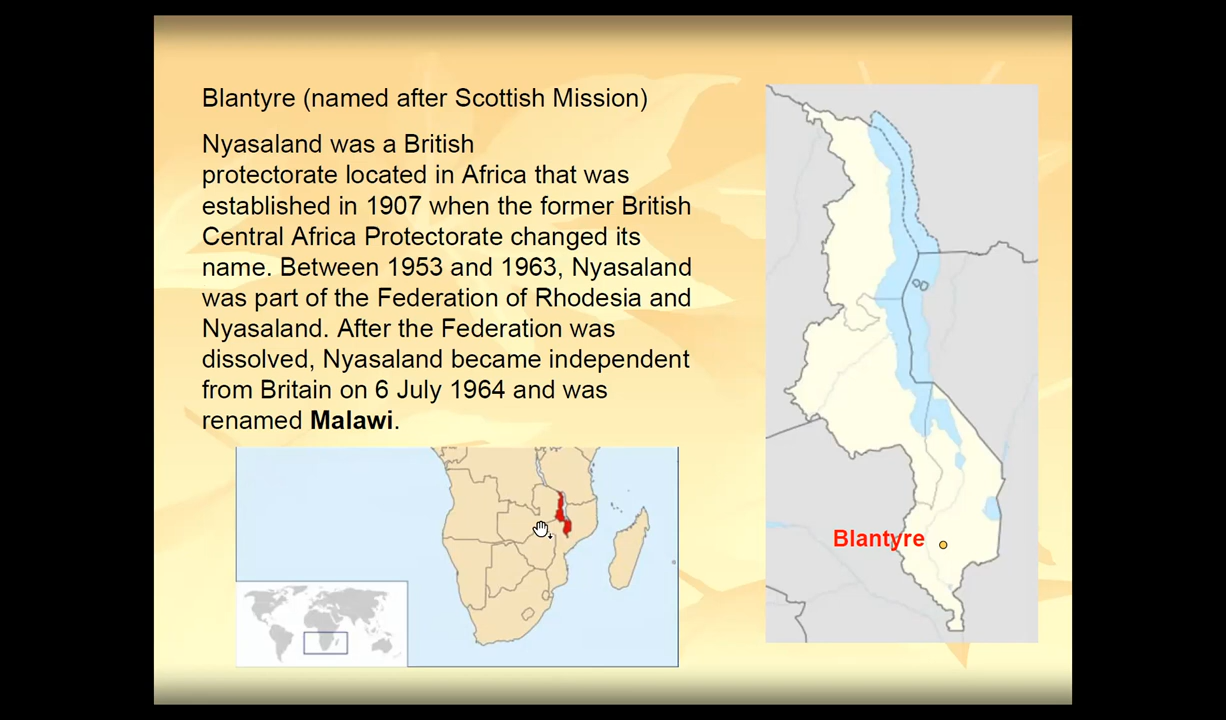 Blantyre (named after Scottish Mission)
Nyasaland was a British
protectorate located in Africa that was
established in 1907 when the former British
Central Africa Protectorate changed its
name. Between 1953 and 1963, Nyasaland
was part of the Federation of Rhodesia and
Nyasaland. After the Federation was
dissolved, Nyasaland became independent
from Britain on 6 July 1964 and was
renamed Malawi.
Blantyre